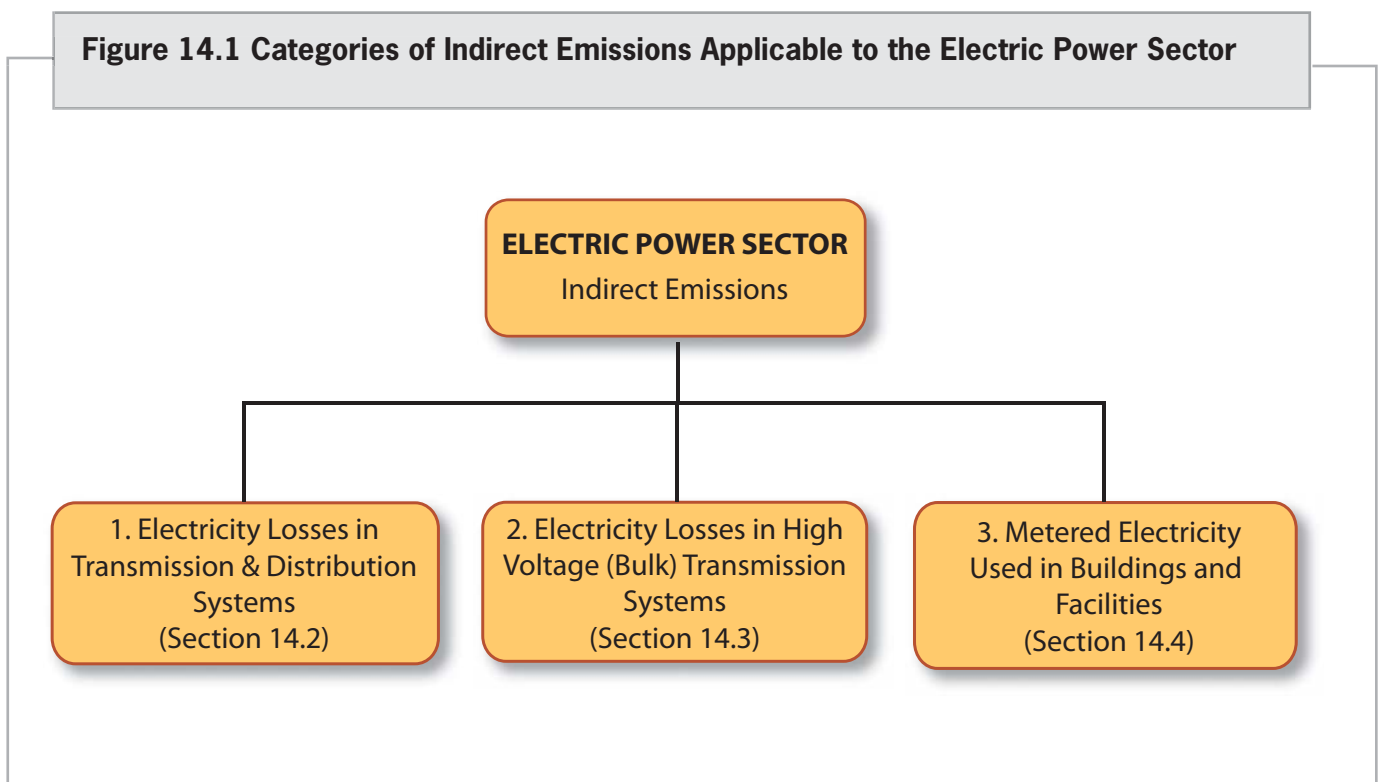 Figure 14.1 Categories of Indirect Emissions Applicable to the Electric Power Sector
ELECTRIC POWER SECTOR
Indirect Emissions
1. Electricity Losses in
Transmission & Distribution
Systems
(Section 14.2)
2. Electricity Losses in High
Voltage (Bulk) Transmission
Systems
(Section 14.3)
3. Metered Electricity
Used in Buildings and
Facilities
(Section 14.4)